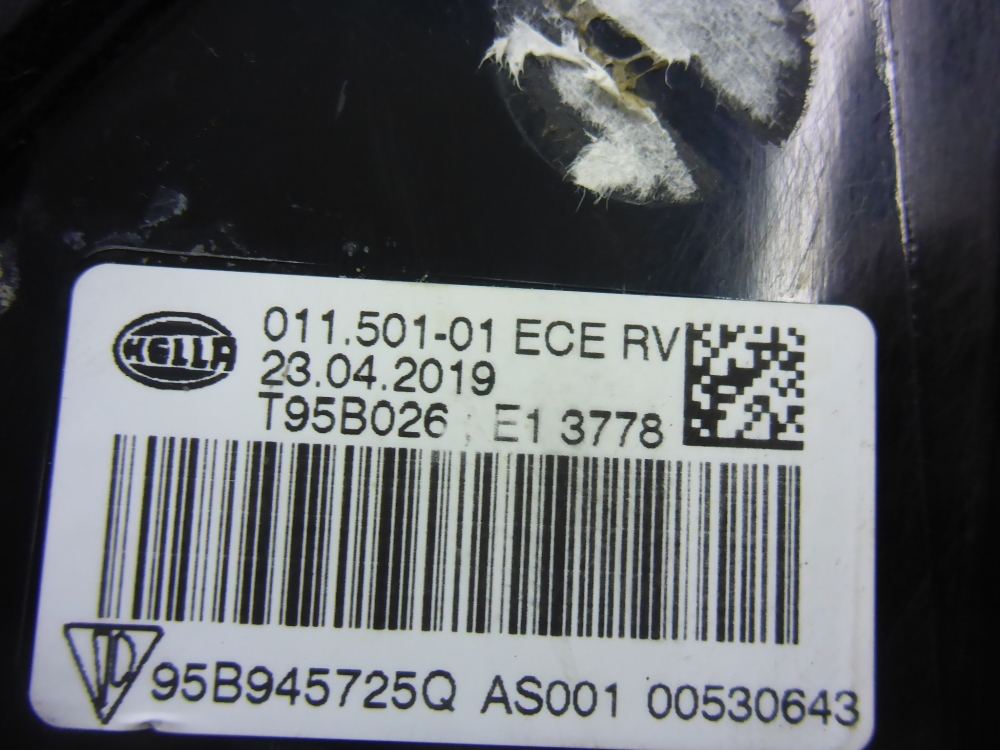 HELLA
011.501-01 ECE RV
23.04.2019
T95B026 E1 3778
95B945725Q AS001 00530643